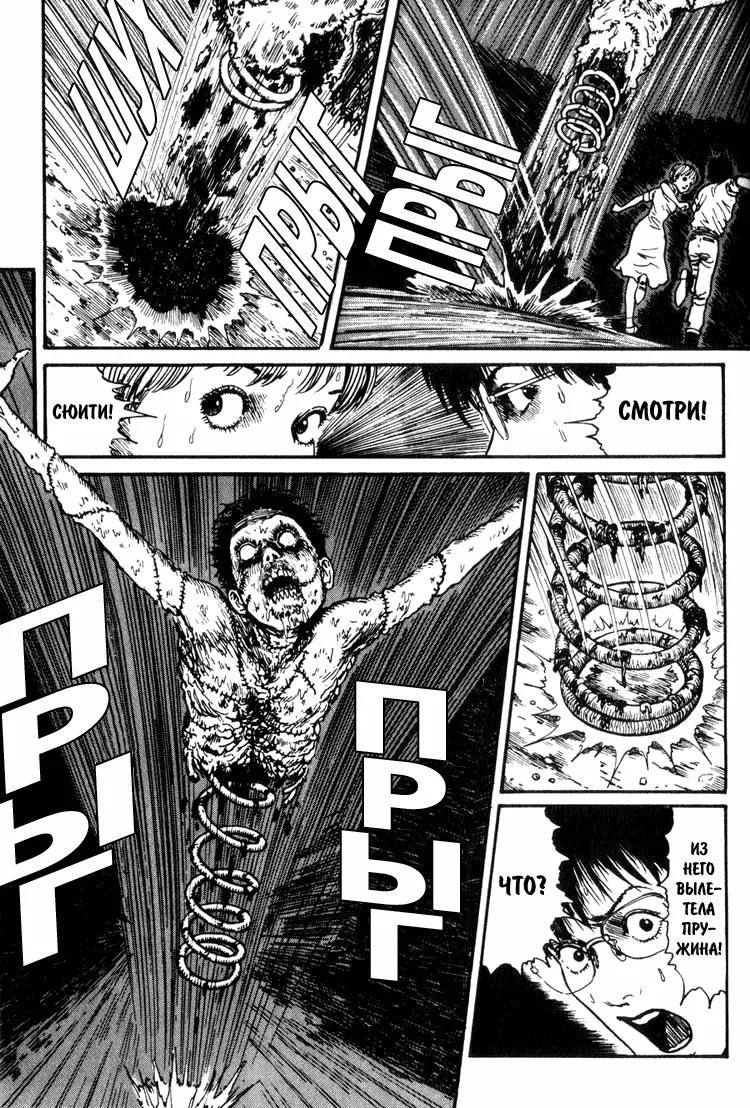 ПРЫГ
ШУХ
ПРЫГ
СМОТРИ!
СЮИТИ!
ПРЫГ
ПРЫГ
ИЗ
НЕГО
ВЫЛЕ-
ТЕЛА
ПРУ-
ЖИНА!
ЧТО?